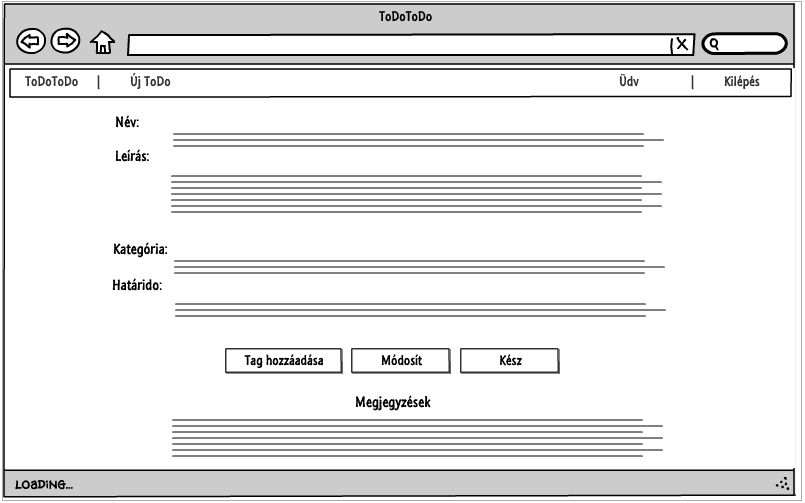 ToDoToDo
ToDoToDo | Új ToDo Üdv | Kilépés
Név:
Leírás:
Kategória:
Határido:
Tag hozzáadása Módosít Kész
Megjegyzések
LOADING...